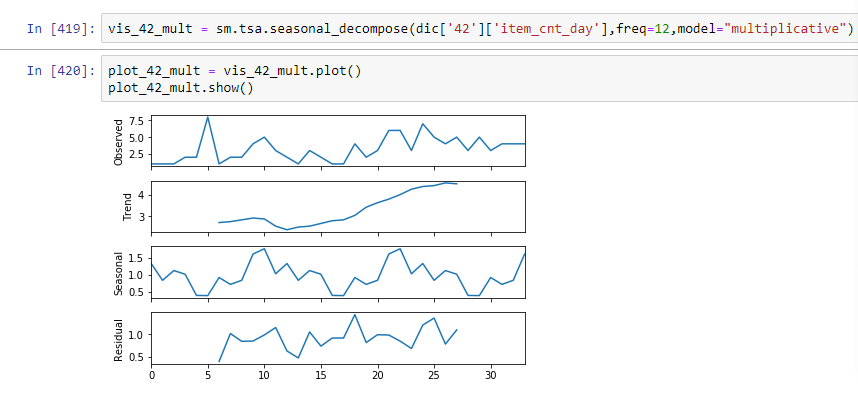 In [419]: vis_42_mult = sm.tsa.seasonal_decompose(dic['42']['item_cnt_day'],freq=12,model="multiplicative")
In [420]: plot_42_mult = vis_42_mult.plot()
plot_42_mult.show()
Observed
7.5
5.0
2.5
Trend
4
3
Seasonal
1.5
1.0
0.5
Residual
1.0
0.5
0 5 10 15 20 25 30